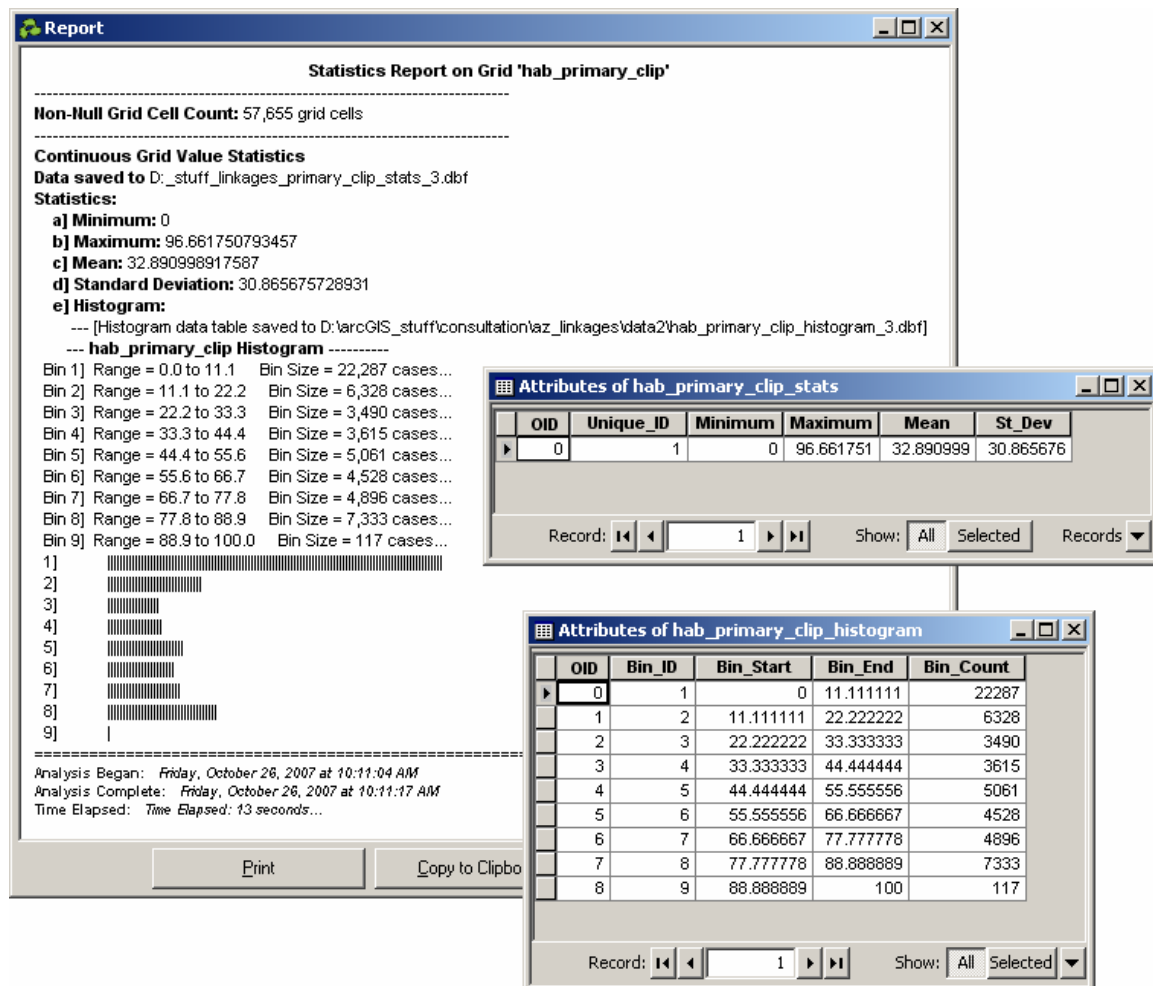 Report
Statistics Report on Grid 'hab_primary_clip'
--------------------------------------------------------------------------------
Non-Null Grid Cell Count: 57,655 grid cells
--------------------------------------------------------------------------------
Continuous Grid Value Statistics
Data saved to D:_stuff_linkages_primary_clip_stats_3.dbf
Statistics:
a] Minimum: 0
b] Maximum: 96.661750793457
c] Mean: 32.890998917587
d] Standard Deviation: 30.865675728931
e] Histogram:
--- [Histogram data table saved to D:\arcGIS_stuff\consultation\az_linkages\data2\hab_primary_clip_histogram_3.dbf]
--- hab_primary_clip Histogram ----------
Bin 1] Range = 0.0 to 11.1 Bin Size = 22,287 cases...
Bin 2] Range = 11.1 to 22.2 Bin Size = 6,328 cases...
Bin 3] Range = 22.2 to 33.3 Bin Size = 3,490 cases...
Bin 4] Range = 33.3 to 44.4 Bin Size = 3,615 cases...
Bin 5] Range = 44.4 to 55.6 Bin Size = 5,061 cases...
Bin 6] Range = 55.6 to 66.7 Bin Size = 4,528 cases...
Bin 7] Range = 66.7 to 77.8 Bin Size = 4,896 cases...
Bin 8] Range = 77.8 to 88.9 Bin Size = 7,333 cases...
Bin 9] Range = 88.9 to 100.0 Bin Size = 117 cases...
1]
2]
3]
4]
5]
6]
7]
8]
9]
Analysis Began: Friday, October 26, 2007 at 10:11:04 AM
Analysis Complete: Friday, October 26, 2007 at 10:11:17 AM
Time Elapsed: Time Elapsed: 13 seconds...
Print Copy to Clipbo
Attributes of hab_primary_clip_stats
OID Unique_ID Minimum Maximum Mean St_Dev
0 1 0 96.661751 32.890999 30.865676
Record: 1 Show: All Selected Records
Attributes of hab_primary_clip_histogram
OID Bin_ID Bin_Start Bin_End Bin_Count
0 1 0 11.111111 22287
1 2 11.111111 22.222222 6328
2 3 22.222222 33.333333 3490
3 4 33.333333 44.444444 3615
4 5 44.444444 55.555556 5061
5 6 55.555556 66.666667 4528
6 7 66.666667 77.777778 4896
7 8 77.777778 88.888889 7333
8 9 88.888889 100 117
Record: 1 Show: All Selected